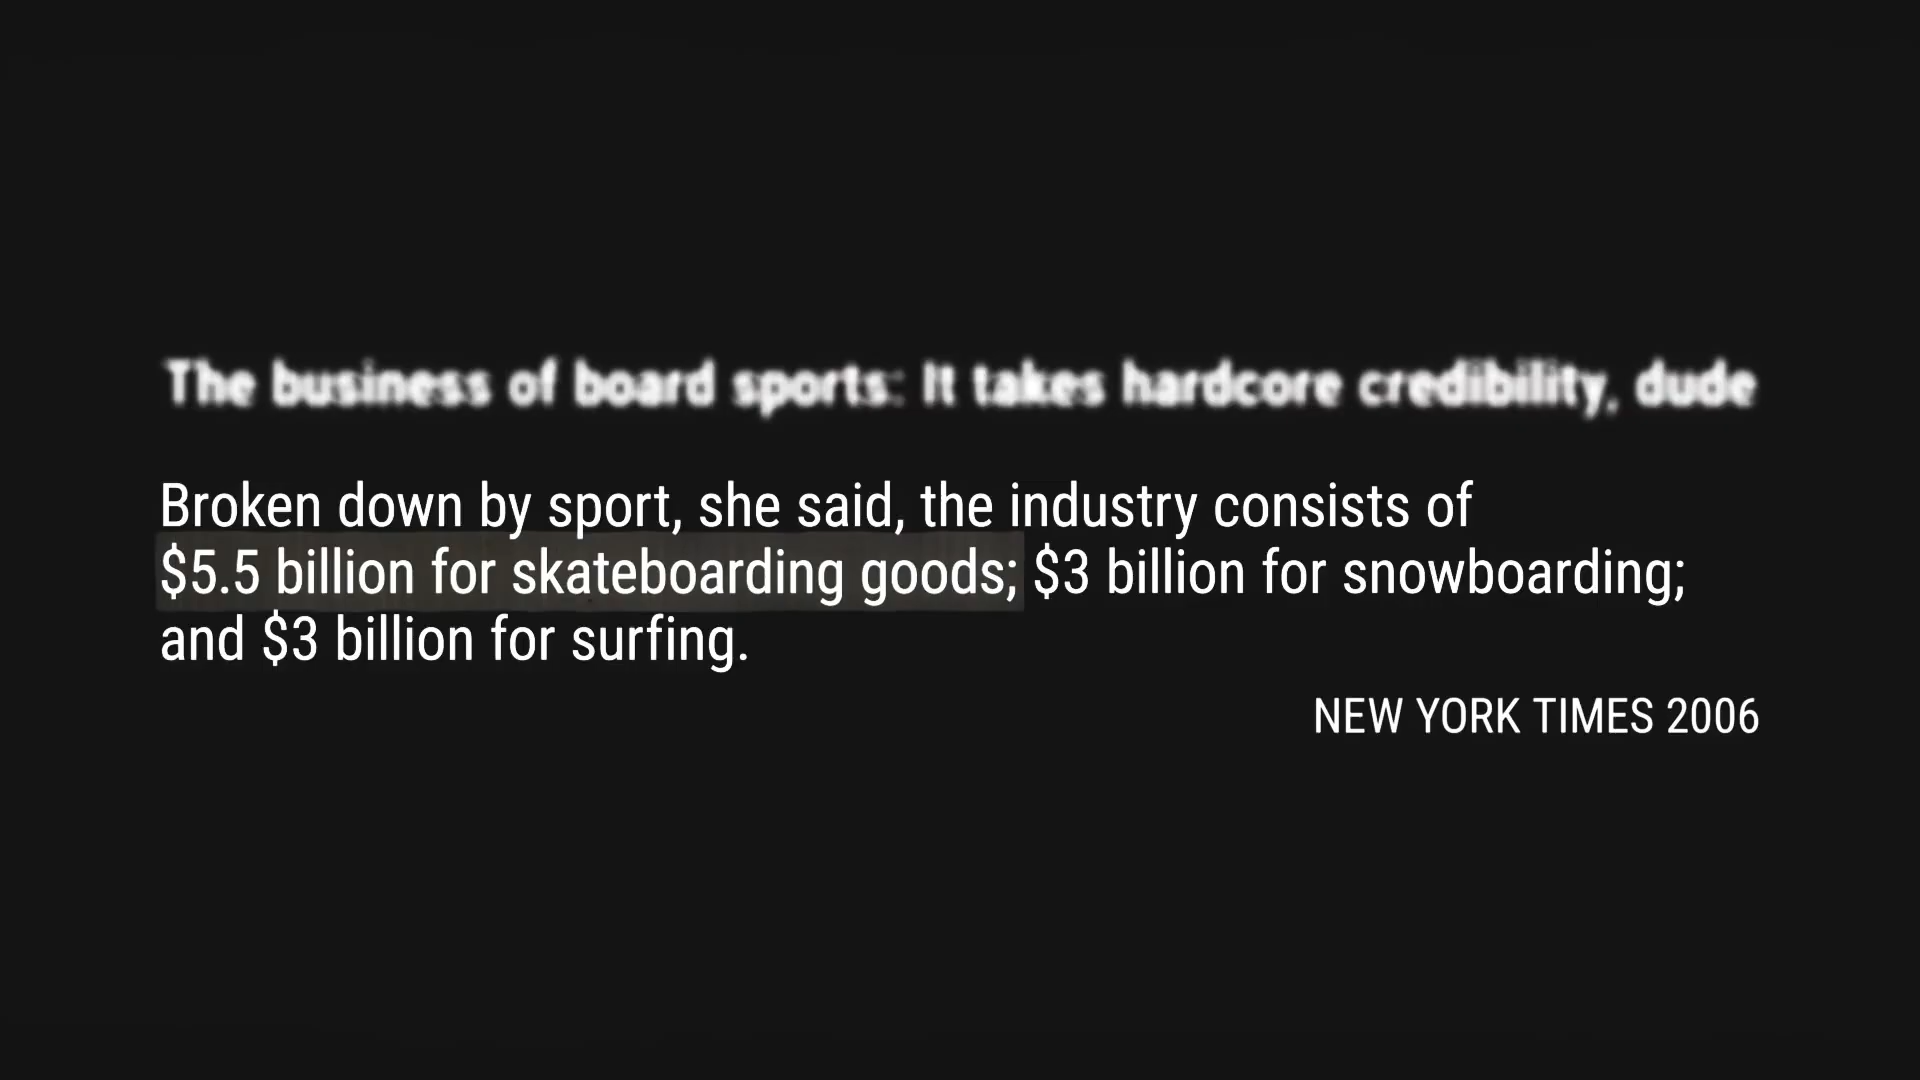 The business of board sports: It takes hardcore credibility, dude
Broken down by sport, she said, the industry consists of
$5.5 billion for skateboarding goods; $3 billion for snowboarding;
and $3 billion for surfing.
NEW YORK TIMES 2006